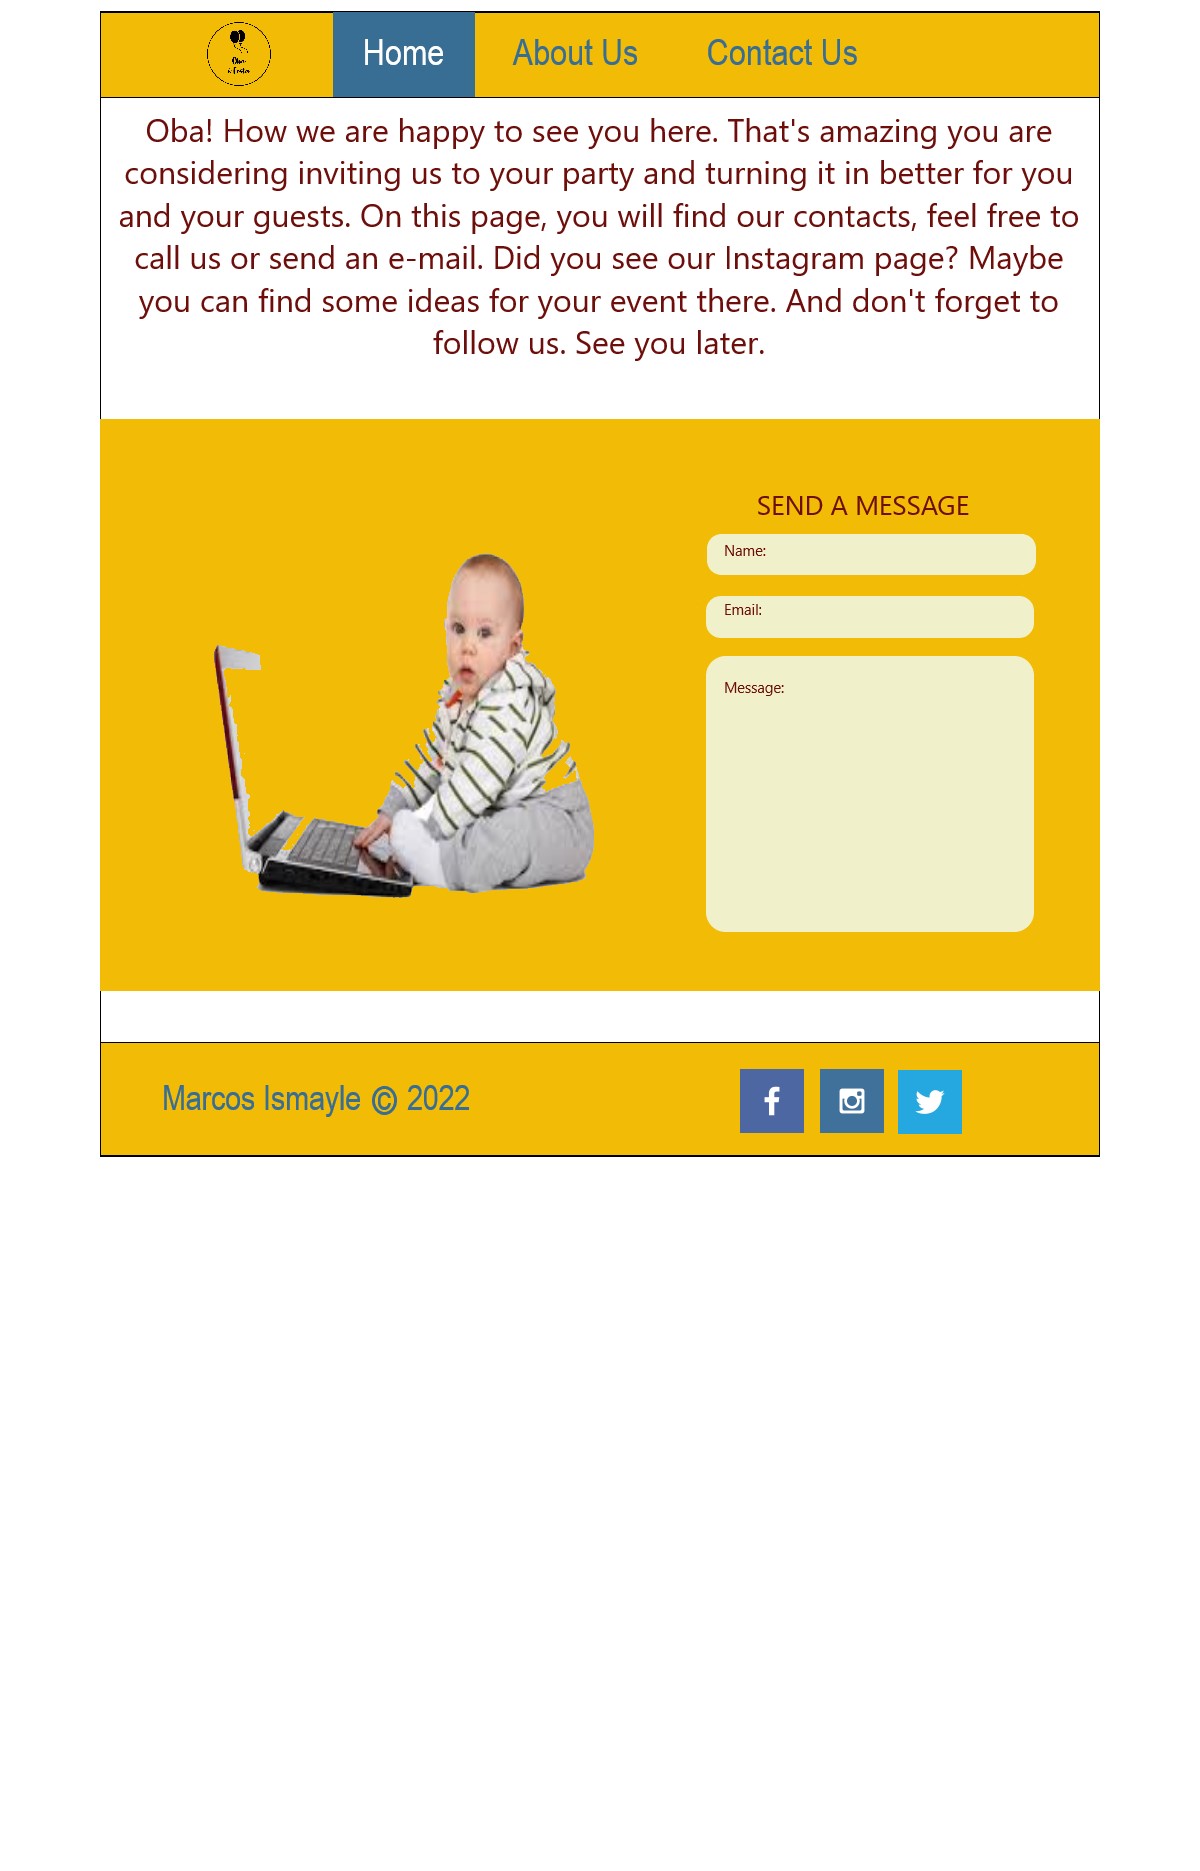 Home About Us Contact Us
Oba! How we are happy to see you here. That's amazing you are
considering inviting us to your party and turning it in better for you
and your guests. On this page, you will find our contacts, feel free to
call us or send an e-mail. Did you see our Instagram page? Maybe
you can find some ideas for your event there. And don't forget to
follow us. See you later.
SEND A MESSAGE
Name:
Email:
Message:
Marcos Ismayle © 2022